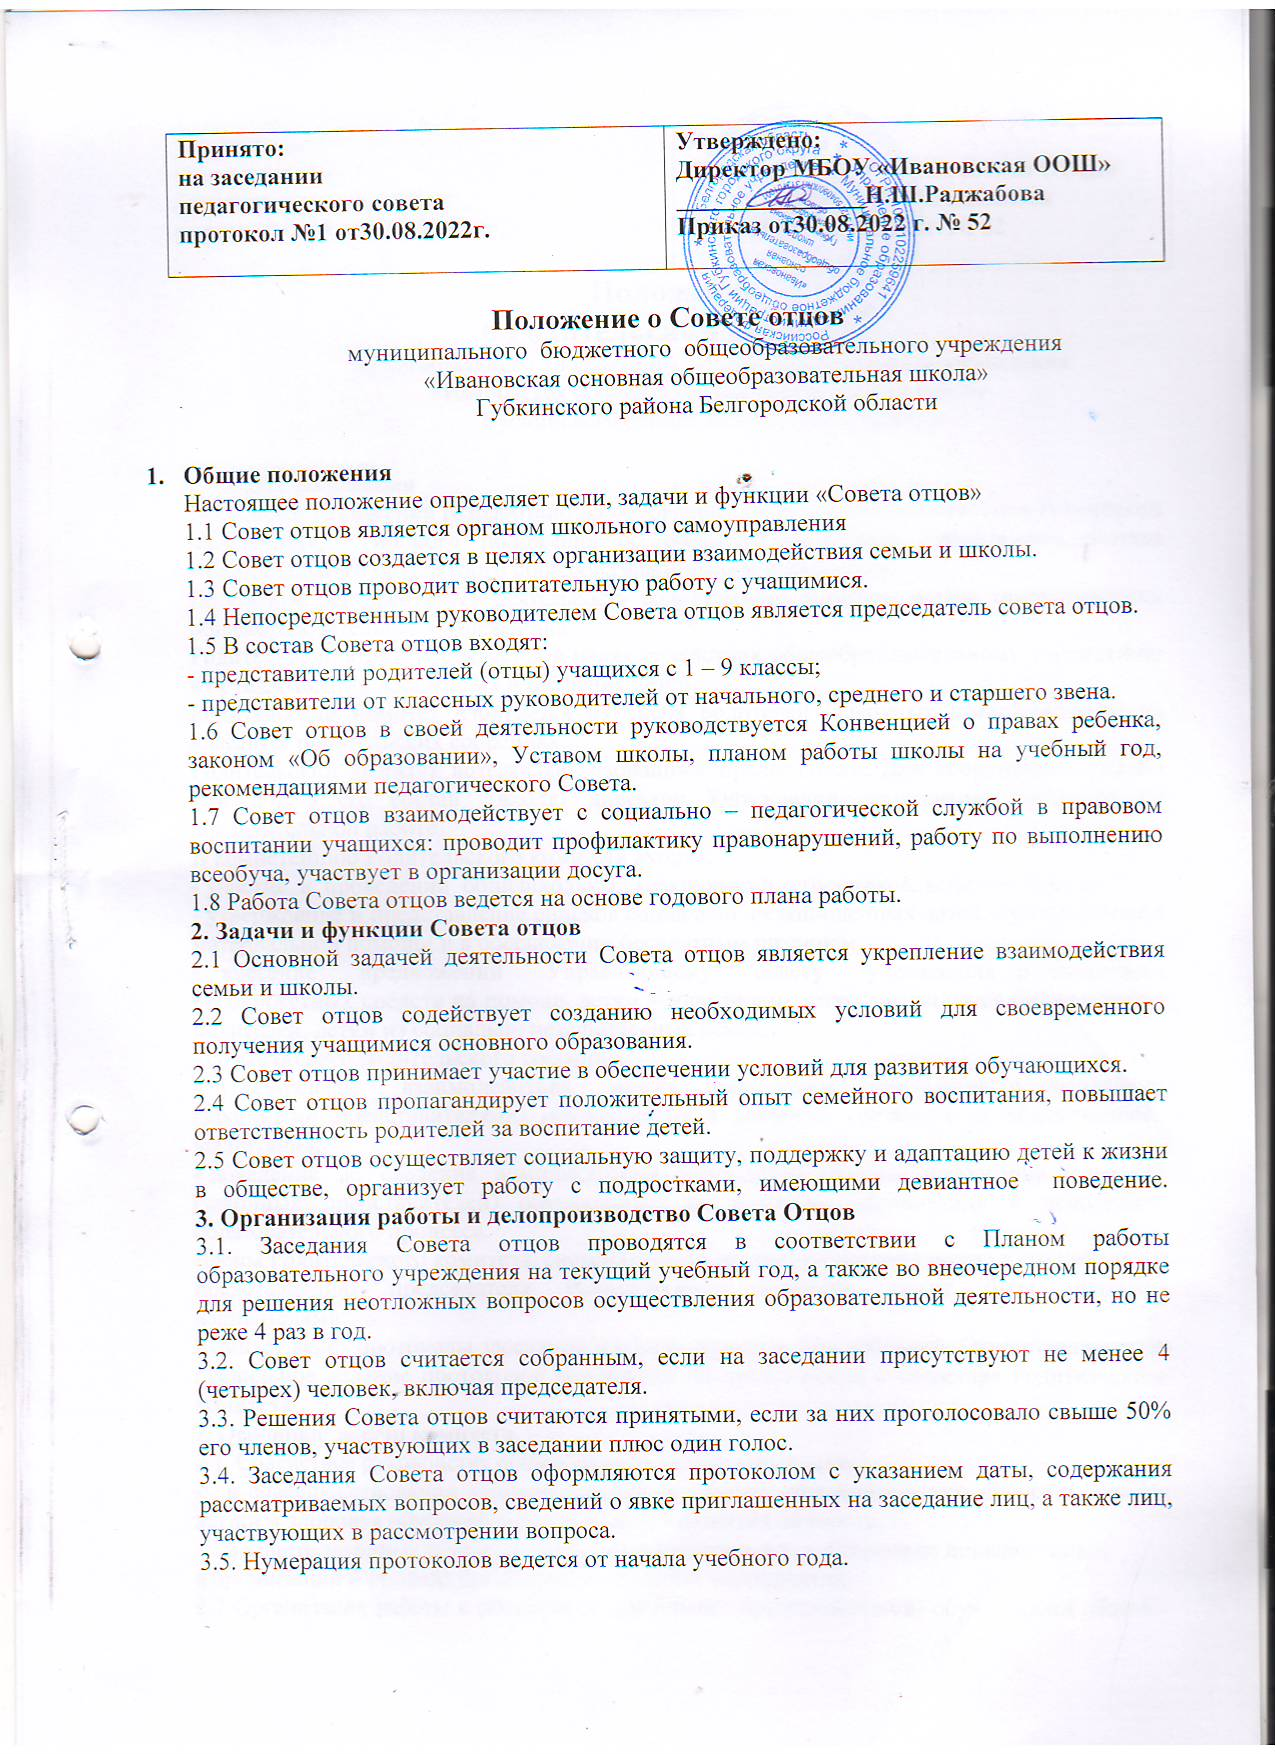 Принято:
на заседании
педагогического совета
протокол №1 от30.08.2022г.
Утверждено:
Директор МБОУ «Ивановская ООШ»
Н.Ш.Раджабова
Приказ от30.08.2022 г. № 52
Положение о Совете отцов
муниципального бюджетного общеобразовательного учреждения
«Ивановская основная общеобразовательная школа»
Губкинского района Белгородской области
1. Общие положения
Настоящее положение определяет цели, задачи и функции «Совета отцов»
1.1 Совет отцов является органом школьного самоуправления
1.2 Совет отцов создается в целях организации взаимодействия семьи и школы.
1.3 Совет отцов проводит воспитательную работу с учащимися.
1.4 Непосредственным руководителем Совета отцов является председатель совета отцов.
1.5 В состав Совета отцов входят:
- представители родителей (отцы) учащихся с 1 – 9 классы;
- представители от классных руководителей от начального, среднего и старшего звена.
1.6 Совет отцов в своей деятельности руководствуется Конвенцией о правах ребенка,
законом «Об образовании», Уставом школы, планом работы школы на учебный год,
рекомендациями педагогического Совета.
1.7 Совет отцов взаимодействует с социально – педагогической службой в правовом
воспитании учащихся: проводит профилактику правонарушений, работу по выполнению
всеобуча, участвует в организации досуга.
1.8 Работа Совета отцов ведется на основе годового плана работы.
2. Задачи и функции Совета отцов
2.1 Основной задачей деятельности Совета отцов является укрепление взаимодействия
семьи и школы.
2.2 Совет отцов содействует созданию необходимых условий для своевременного
получения учащимися основного образования.
2.3 Совет отцов принимает участие в обеспечении условий для развития обучающихся.
2.4 Совет отцов пропагандирует положительный опыт семейного воспитания, повышает
ответственность родителей за воспитание детей.
2.5 Совет отцов осуществляет социальную защиту, поддержку и адаптацию детей к жизни
в обществе, организует работу с подростками, имеющими девиантное поведение.
3. Организация работы и делопроизводство Совета Отцов
3.1. Заседания Совета отцов проводятся в соответствии с Планом работы
образовательного учреждения на текущий учебный год, а также во внеочередном порядке
для решения неотложных вопросов осуществления образовательной деятельности, но не
реже 4 раз в год.
3.2. Совет отцов считается собранным, если на заседании присутствуют не менее 4
(четырех) человек, включая председателя.
3.3. Решения Совета отцов считаются принятыми, если за них проголосовало свыше 50%
его членов, участвующих в заседании плюс один голос.
3.4. Заседания Совета отцов оформляются протоколом с указанием даты, содержания
рассматриваемых вопросов, сведений о явке приглашенных на заседание лиц, а также лиц,
участвующих в рассмотрении вопроса.
3.5. Нумерация протоколов ведется от начала учебного года.